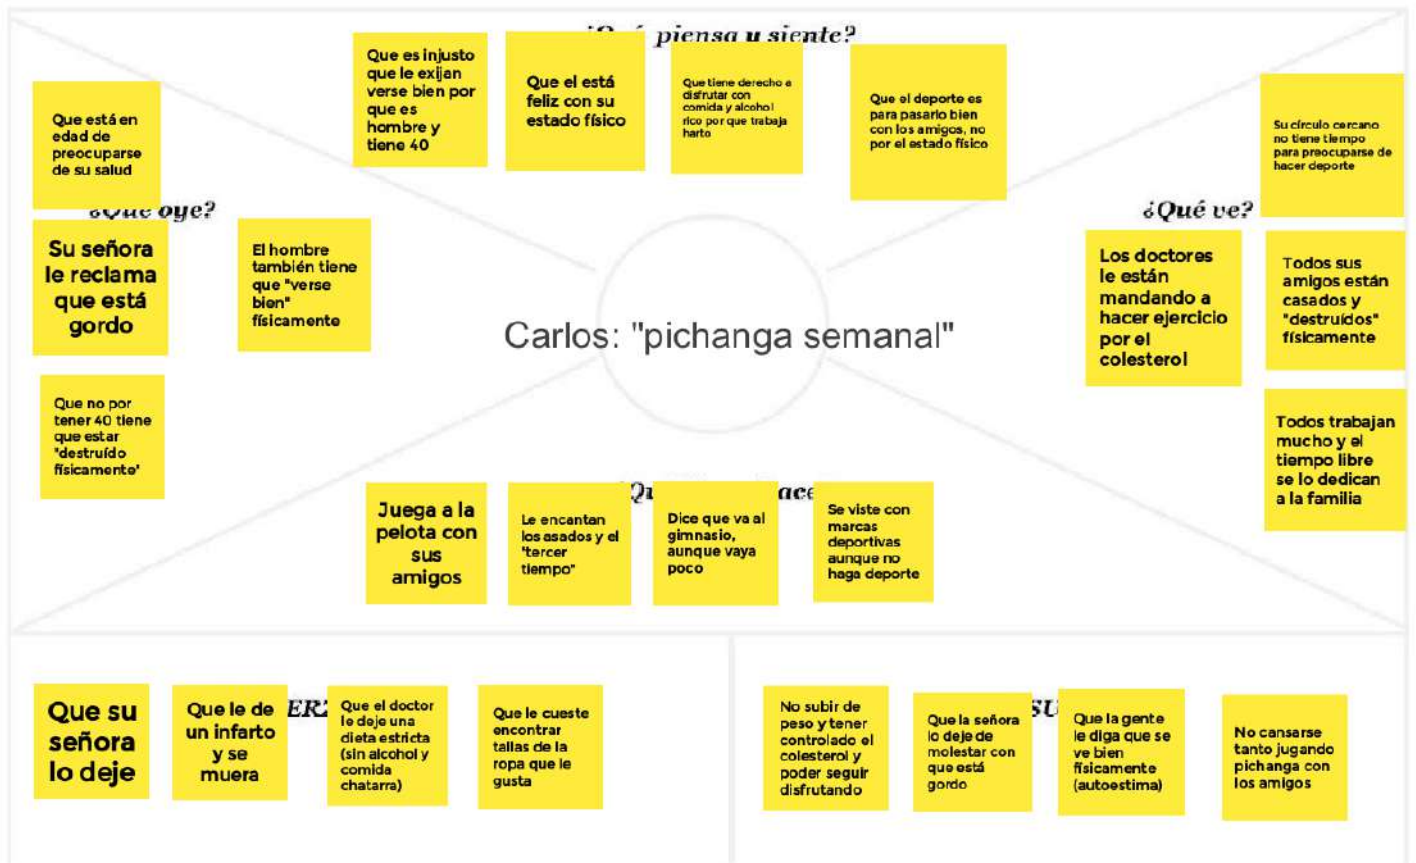 piensa y siente?
Que es injusto
que le exijan
verse bien por
que es
hombre y
tiene 40
Que el está
feliz con su
estado físico
Que tiene derecho a
disfrutar con
comida y alcohol
rico por que trabaja
harto
Que el deporte es
para pasarlo bien
con los amigos, no
por el estado físico
Que está en
edad de
preocuparse
de su salud
¿Que oye?
Su señora
le reclama
que está
gordo
El hombre
también tiene
que "verse
bien"
físicamente
Que no por
tener 40 tiene
que estar
"destruído
físicamente"
Su círculo cercano
no tiene tiempo
para preocuparse de
hacer deporte
¿Qué ve?
Los doctores
le están
mandando a
hacer ejercicio
por el
colesterol
Todos sus
amigos están
casados y
"destruídos"
físicamente
Todos trabajan
mucho y el
tiempo libre
se lo dedican
a la familia
Carlos: "pichanga semanal"
Juega a la
pelota con
sus
amigos
Le encantan
los asados y el
"tercer
tiempo"
Dice que va al
gimnasio,
aunque vaya
poco
Se viste con
marcas
deportivas
aunque no
haga deporte
Que su
señora
lo deje
Que le de
un infarto
y se
muera
Que el doctor
le deje una
dieta estricta
(sin alcohol y
comida
chatarra)
Que le cueste
encontrar
tallas de la
ropa que le
gusta
No subir de
peso y tener
controlado el
colesterol y
poder seguir
disfrutando
Que la señora
lo deje de
molestar con
que está
gordo
Que la gente
le diga que se
ve bien
físicamente
(autoestima)
No cansarse
tanto jugando
pichanga con
los amigos